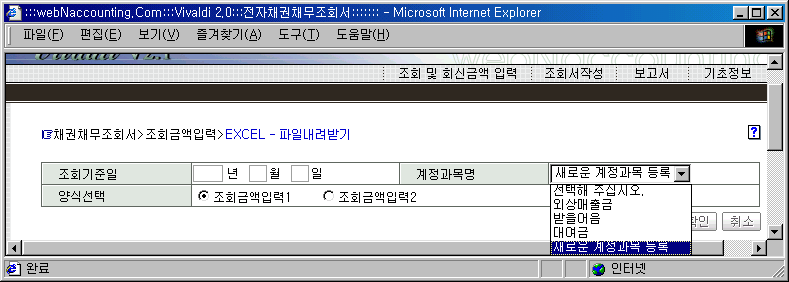 :::webNaccounting.Com:::Vivaldi 2.0:::전자채권채무조회서::::::: - Microsoft Internet Explorer
파일(F) 편집(E) 보기(V) 즐겨찾기(A) 도구(T) 도움말(H)
조회 및 회신금액 입력 조회서작성 보고서 기초정보
채권채무조회서>조회금액입력>EXCEL - 파일내려받기 ?
조회기준일 년 월 일 계정과목명 새로운 계정과목 등록
양식선택 조회금액입력1 조회금액입력2
선택해 주십시오.
외상매출금
받을어음
대여금
새로운 계정과목 등록
확인 취소
완료 인터넷